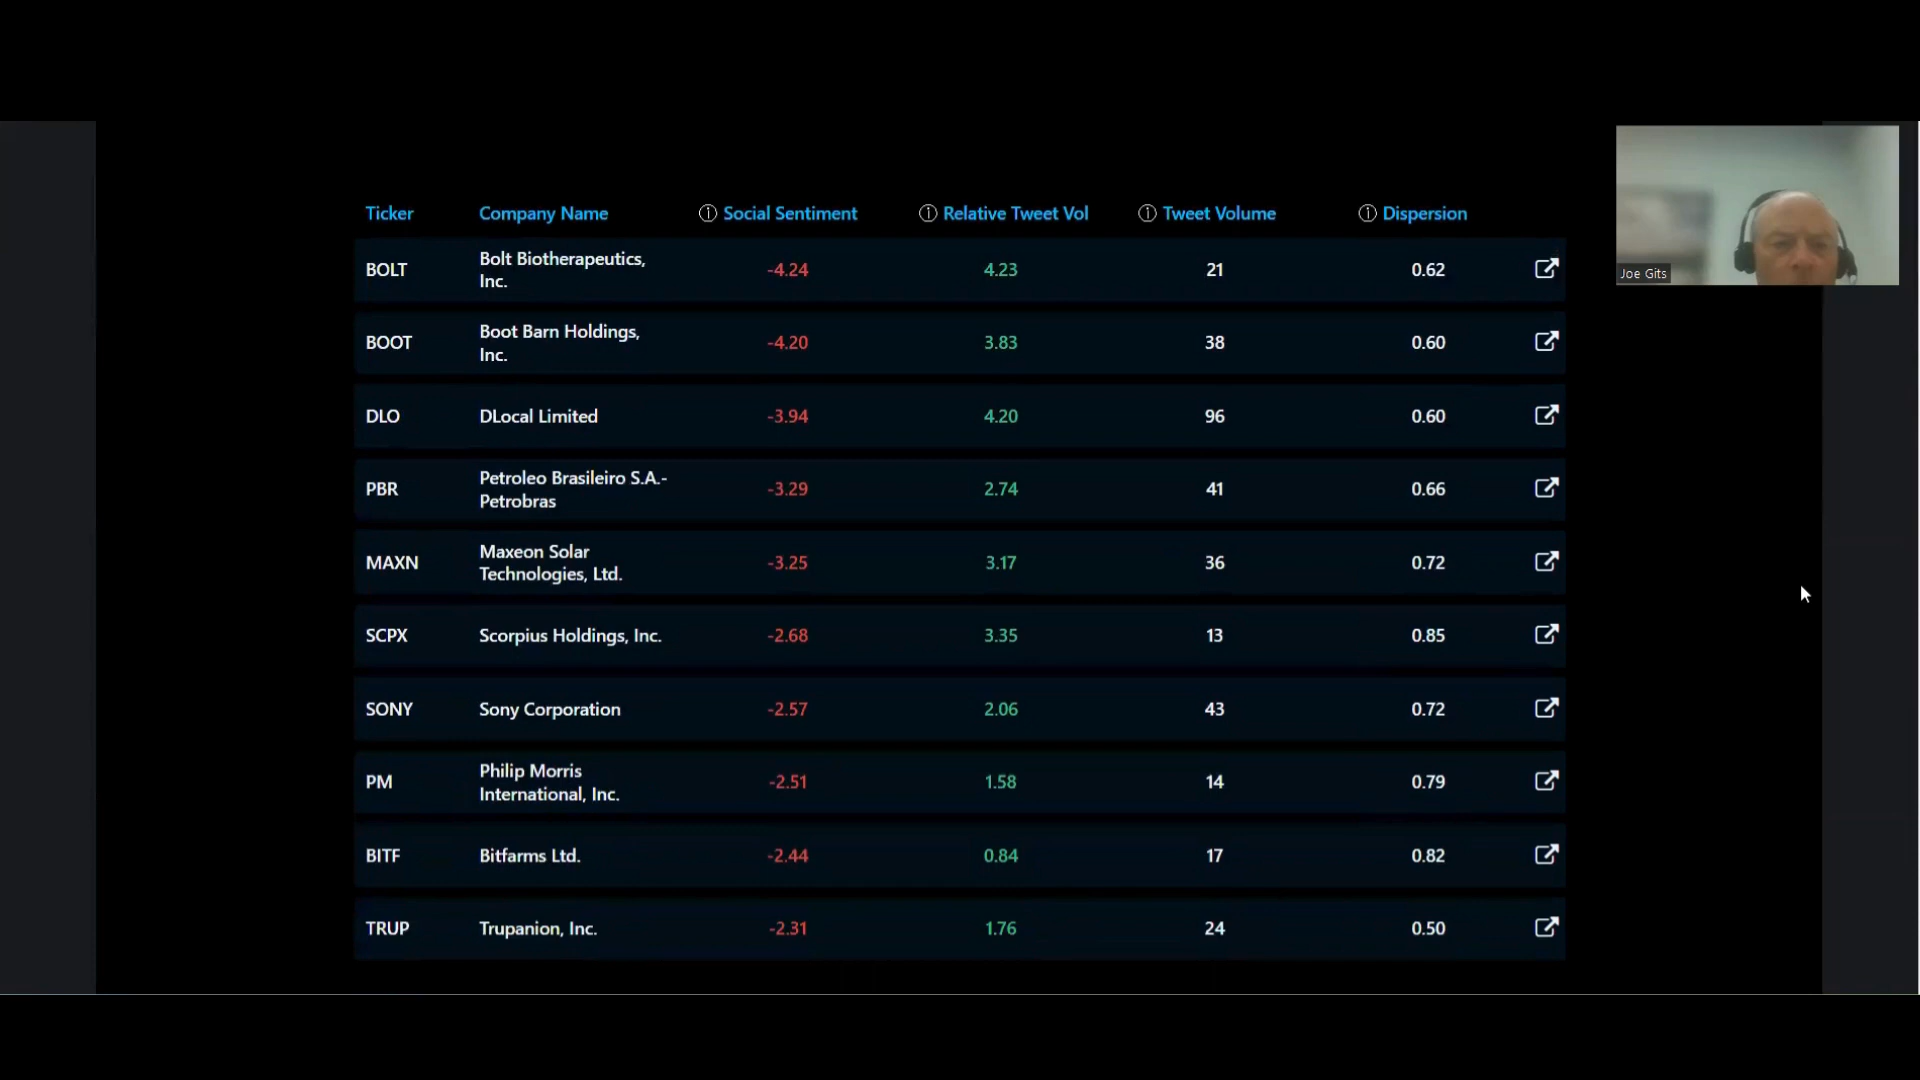 Ticker Company Name Social Sentiment Relative Tweet Vol Tweet Volume Dispersion
BOLT Bolt Biotherapeutics, Inc. -4.24 4.23 21 0.62
BOOT Boot Barn Holdings, Inc. -4.20 3.83 38 0.60
DLO DLocal Limited -3.94 4.20 96 0.60
PBR Petroleo Brasileiro S.A.- Petrobras -3.29 2.74 41 0.66
MAXN Maxeon Solar Technologies, Ltd. -3.25 3.17 36 0.72
SCPX Scorpius Holdings, Inc. -2.68 3.35 13 0.85
SONY Sony Corporation -2.57 2.06 43 0.72
PM Philip Morris International, Inc. -2.51 1.58 14 0.79
BITF Bitfarms Ltd. -2.44 0.84 17 0.82
TRUP Trupanion, Inc. -2.31 1.76 24 0.50
Joe Gits